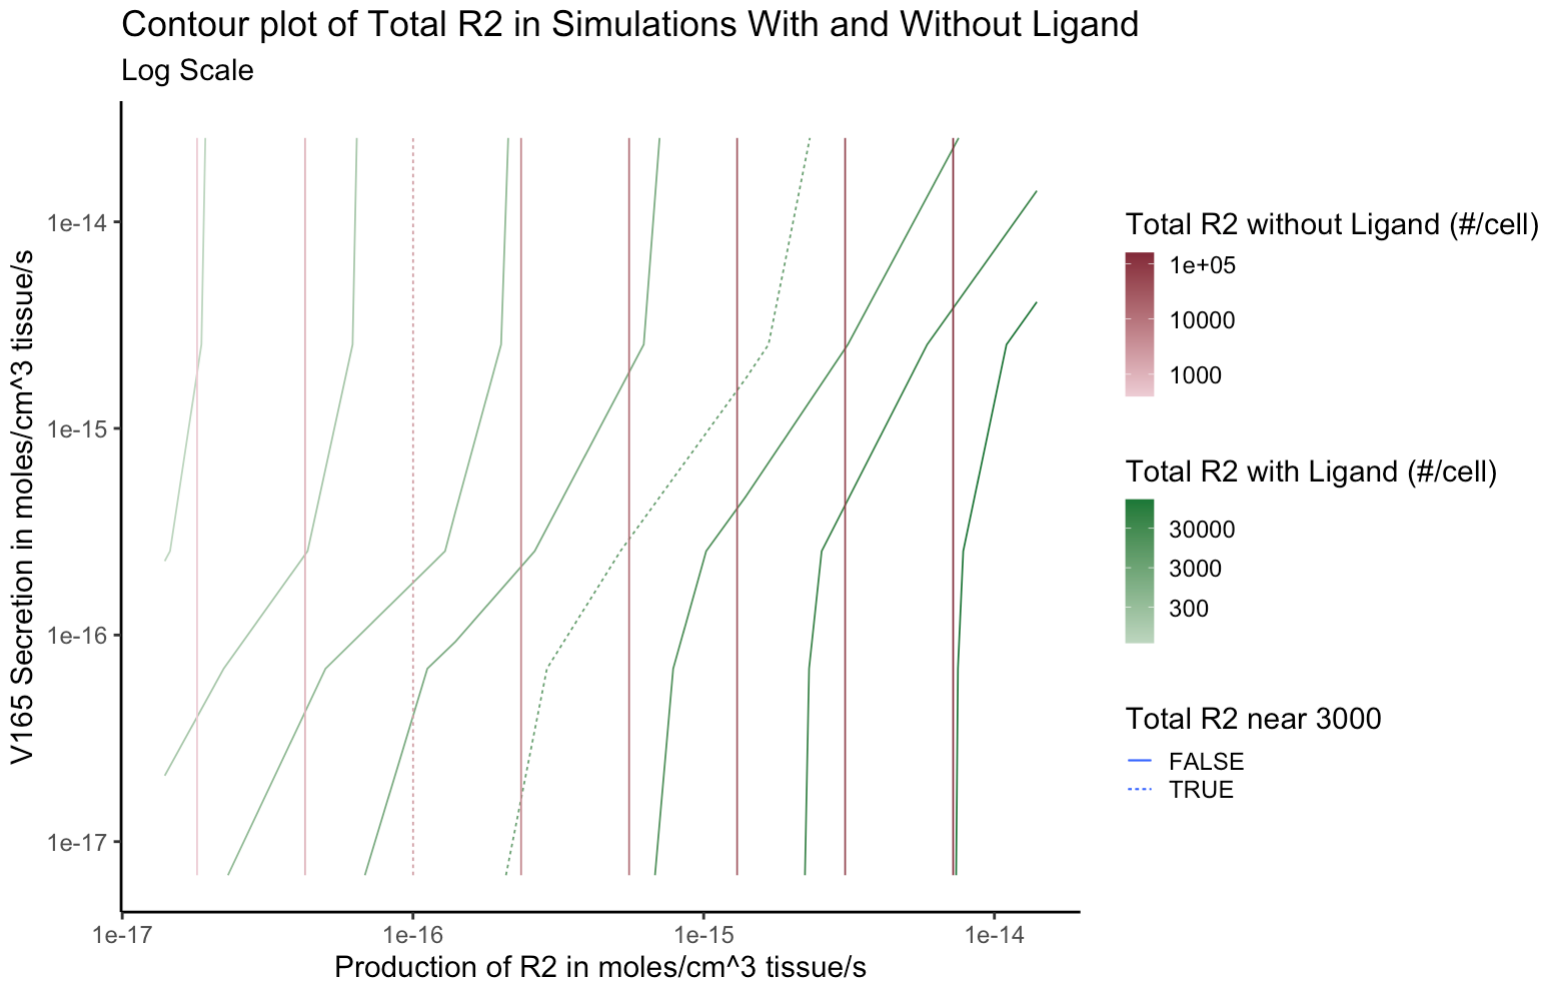 Contour plot of Total R2 in Simulations With and Without Ligand
Log Scale
V165 Secretion in moles/cm^3 tissue/s
1e-14
1e-15
1e-16
1e-17
1e-17
1e-16
1e-15
1e-14
Production of R2 in moles/cm^3 tissue/s
Total R2 without Ligand (#/cell)
1e+05
10000
1000
Total R2 with Ligand (#/cell)
30000
3000
300
Total R2 near 3000
FALSE
TRUE